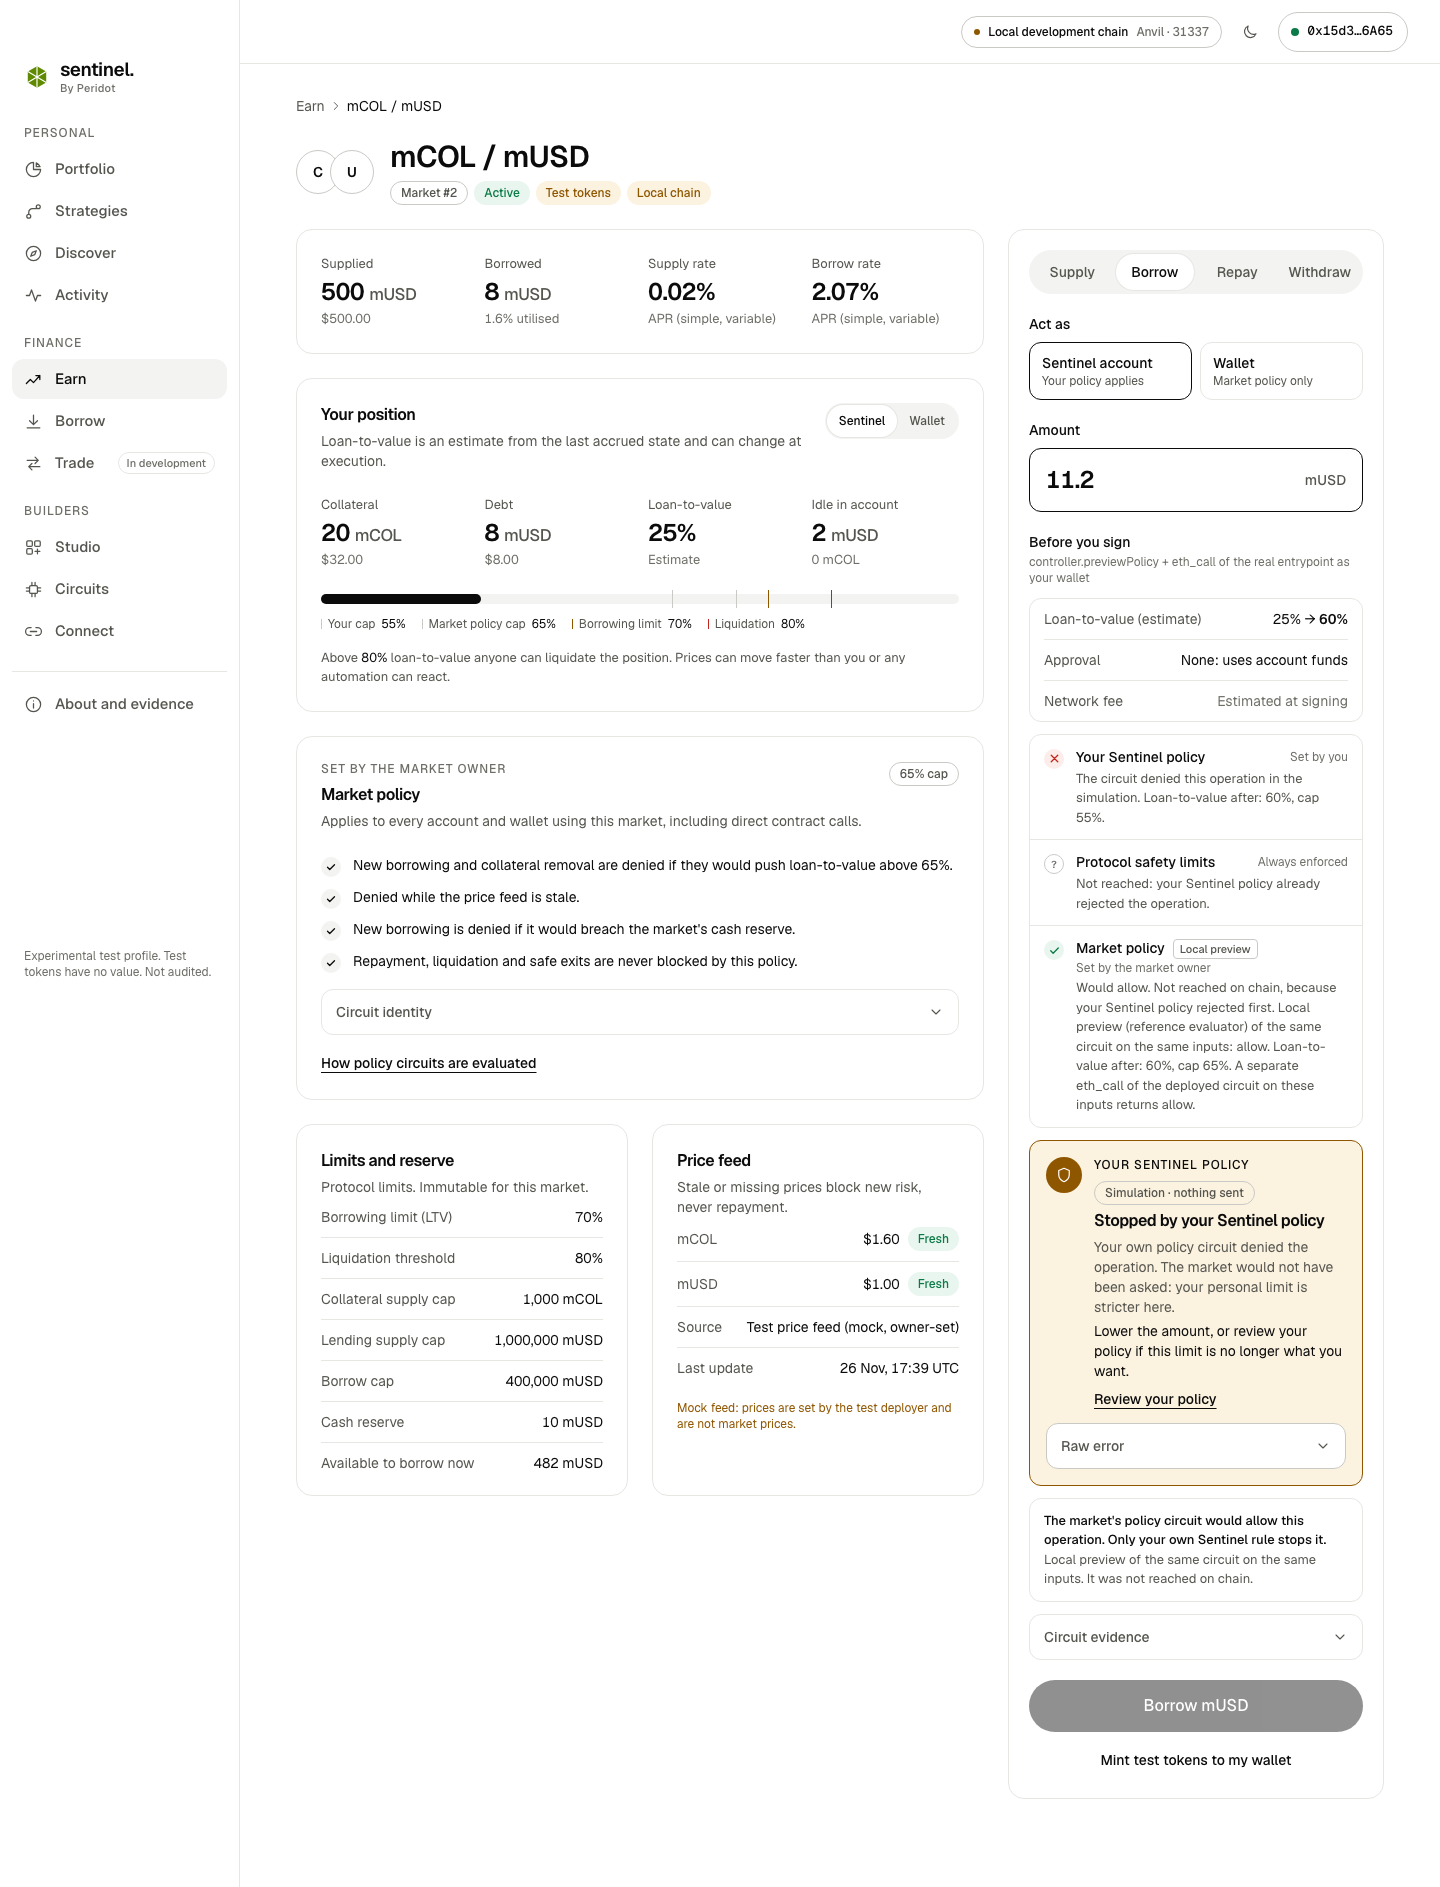 sentinel.
By Peridot
PERSONAL
Portfolio
Strategies
Discover
Activity
FINANCE
Earn
Borrow
Trade In development
BUILDERS
Studio
Circuits
Connect
About and evidence
Experimental test profile. Test
tokens have no value. Not audited.
Local development chain Anvil · 31337
0x15d3…6A65
Earn > mCOL / mUSD
C U
mCOL / mUSD
Market #2 Active Test tokens Local chain
Supplied
500 mUSD
$500.00
Borrowed
8 mUSD
1.6% utilised
Supply rate
0.02%
APR (simple, variable)
Borrow rate
2.07%
APR (simple, variable)
Your position
Sentinel Wallet
Loan-to-value is an estimate from the last accrued state and can change at
execution.
Collateral
20 mCOL
$32.00
Debt
8 mUSD
$8.00
Loan-to-value
25%
Estimate
Idle in account
2 mUSD
0 mCOL
Your cap 55% Market policy cap 65% Borrowing limit 70% Liquidation 80%
Above 80% loan-to-value anyone can liquidate the position. Prices can move faster than you or any
automation can react.
SET BY THE MARKET OWNER
65% cap
Market policy
Applies to every account and wallet using this market, including direct contract calls.
New borrowing and collateral removal are denied if they would push loan-to-value above 65%.
Denied while the price feed is stale.
New borrowing is denied if it would breach the market's cash reserve.
Repayment, liquidation and safe exits are never blocked by this policy.
Circuit identity
How policy circuits are evaluated
Limits and reserve
Protocol limits. Immutable for this market.
Borrowing limit (LTV) 70%
Liquidation threshold 80%
Collateral supply cap 1,000 mCOL
Lending supply cap 1,000,000 mUSD
Borrow cap 400,000 mUSD
Cash reserve 10 mUSD
Available to borrow now 482 mUSD
Price feed
Stale or missing prices block new risk,
never repayment.
mCOL $1.60 Fresh
mUSD $1.00 Fresh
Source Test price feed (mock, owner-set)
Last update 26 Nov, 17:39 UTC
Mock feed: prices are set by the test deployer and
are not market prices.
Supply Borrow Repay Withdraw
Act as
Sentinel account
Your policy applies
Wallet
Market policy only
Amount
11.2 mUSD
Before you sign
controller.previewPolicy + eth_call of the real entrypoint as
your wallet
Loan-to-value (estimate) 25% → 60%
Approval None: uses account funds
Network fee Estimated at signing
Your Sentinel policy Set by you
The circuit denied this operation in the
simulation. Loan-to-value after: 60%, cap
55%.
? Protocol safety limits Always enforced
Not reached: your Sentinel policy already
rejected the operation.
Market policy Local preview
Set by the market owner
Would allow. Not reached on chain, because
your Sentinel policy rejected first. Local
preview (reference evaluator) of the same
circuit on the same inputs: allow. Loan-to-
value after: 60%, cap 65%. A separate
eth_call of the deployed circuit on these
inputs returns allow.
YOUR SENTINEL POLICY
Simulation · nothing sent
Stopped by your Sentinel policy
Your own policy circuit denied the
operation. The market would not have
been asked: your personal limit is
stricter here.
Lower the amount, or review your
policy if this limit is no longer what you
want.
Review your policy
Raw error
The market's policy circuit would allow this
operation. Only your own Sentinel rule stops it.
Local preview of the same circuit on the same
inputs. It was not reached on chain.
Circuit evidence
Borrow mUSD
Mint test tokens to my wallet